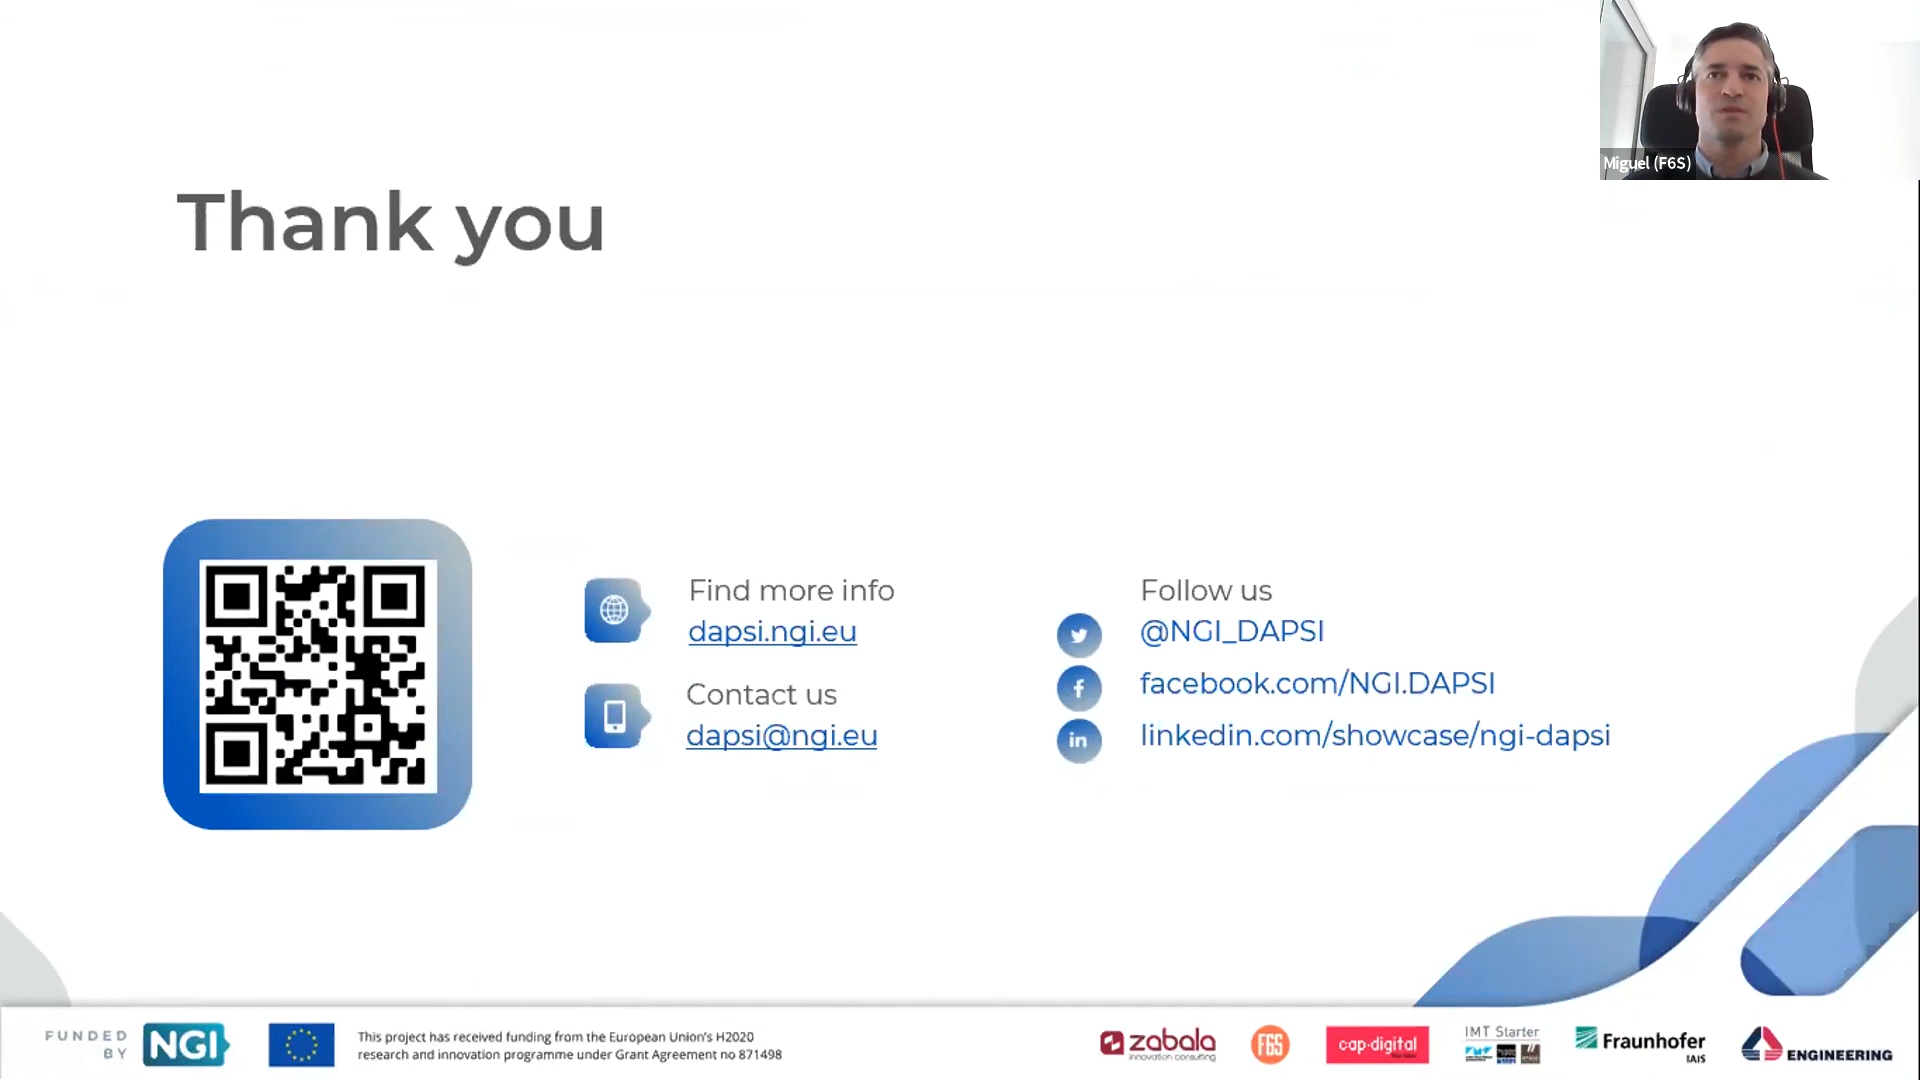 Miguel (F6S)
Thank you
Find more info
dapsi.ngi.eu
Contact us
dapsi@ngi.eu
Follow us
@NGI_DAPSI
facebook.com/NGI.DAPSI
linkedin.com/showcase/ngi-dapsi
FUNDED
BY
NGI
This project has received funding from the European Union's H2020
research and innovation programme under Grant Agreement no 871498
zabala
innovation consulting
F6S
cap·digital
IMT Starter
Fraunhofer
IAIS
ENGINEERING